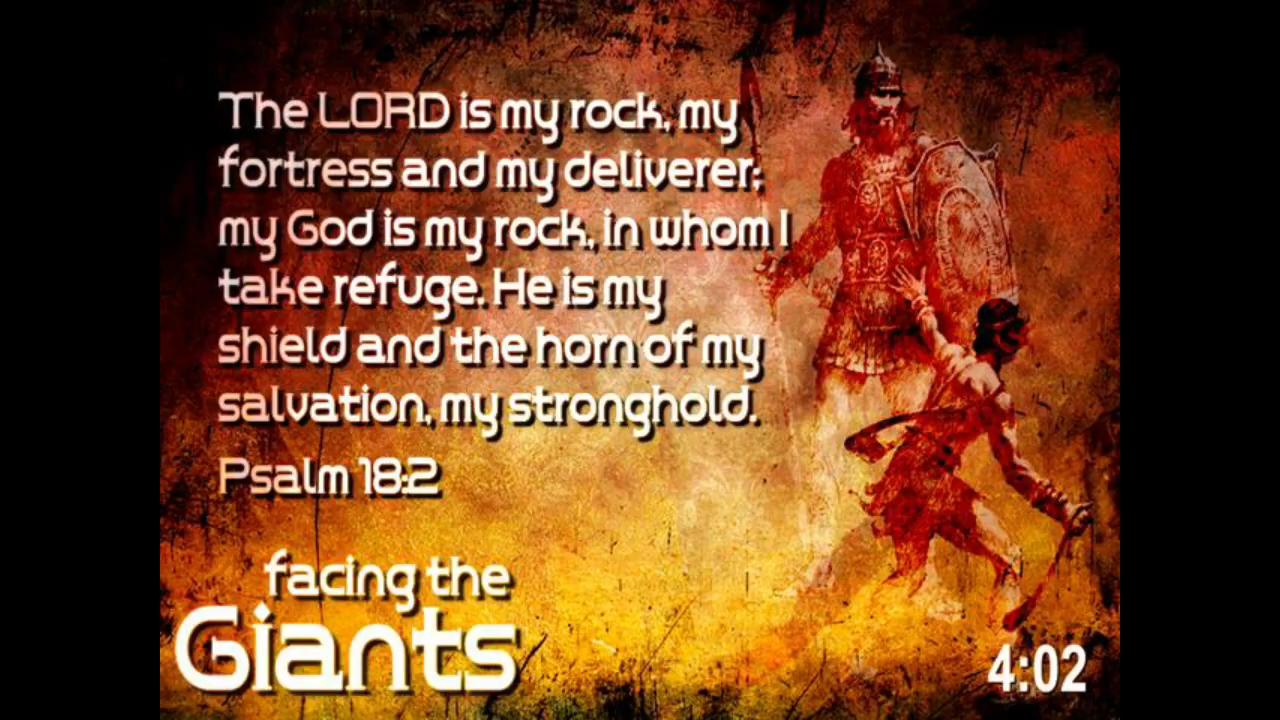 The LORD is my rock, my
fortress and my deliverer;
my God is my rock, in whom I
take refuge. He is my
shield and the horn of my
salvation, my stronghold.
Psalm 18:2
facing the
Giants
4:02